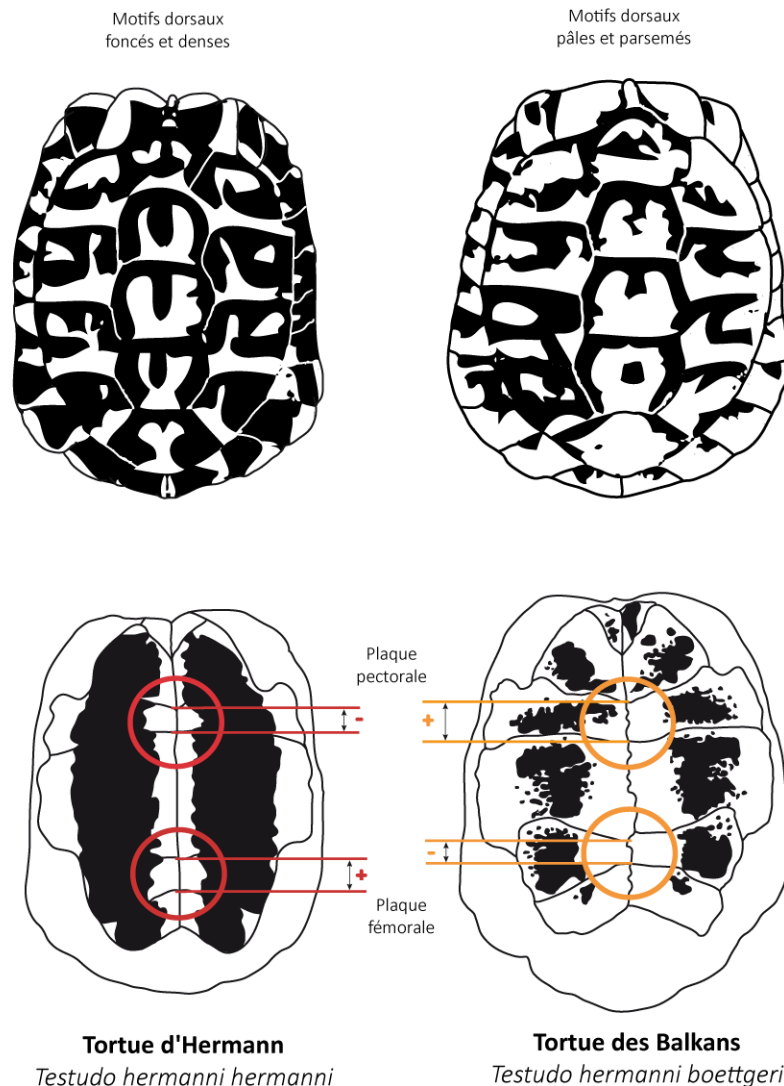 Motifs dorsaux
foncés et denses
Motifs dorsaux
pâles et parsemés
Plaque
pectorale
-
+
+
-
Plaque
fémorale
Tortue d'Hermann
Testudo hermanni hermanni
Tortue des Balkans
Testudo hermanni boettgeri